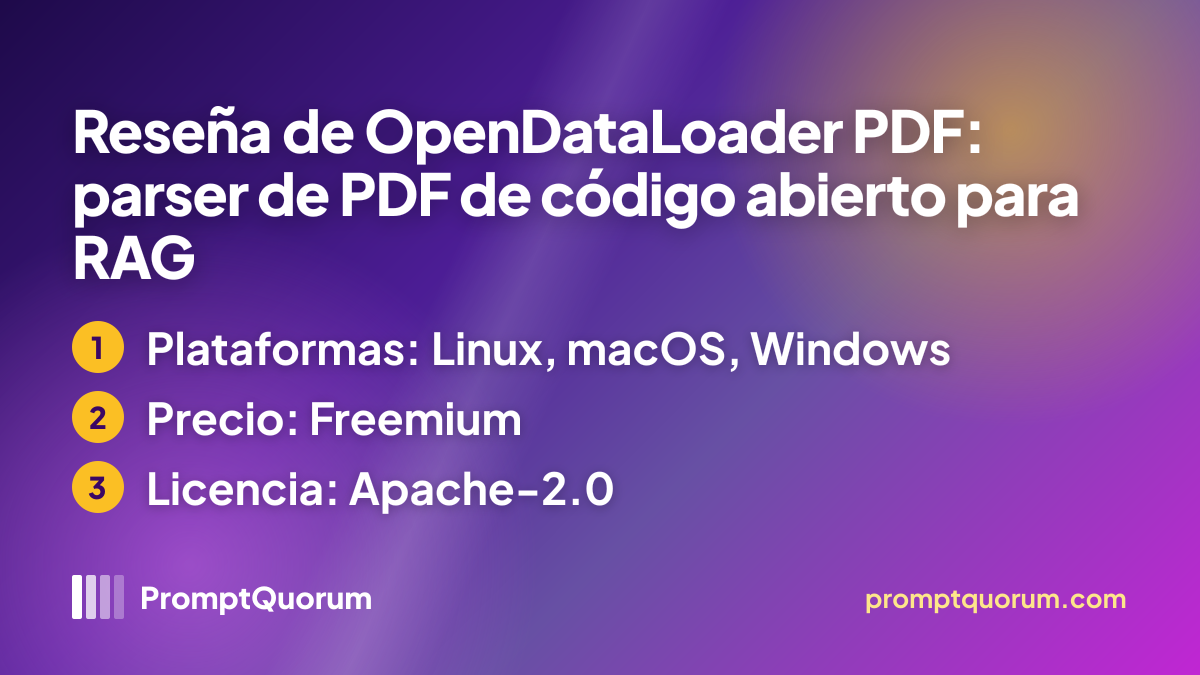 Reseña de OpenDataLoader PDF:
parser de PDF de código abierto para
RAG
1 Plataformas: Linux, macOS, Windows
2 Precio: Freemium
3 Licencia: Apache-2.0
PromptQuorum
promptquorum.com